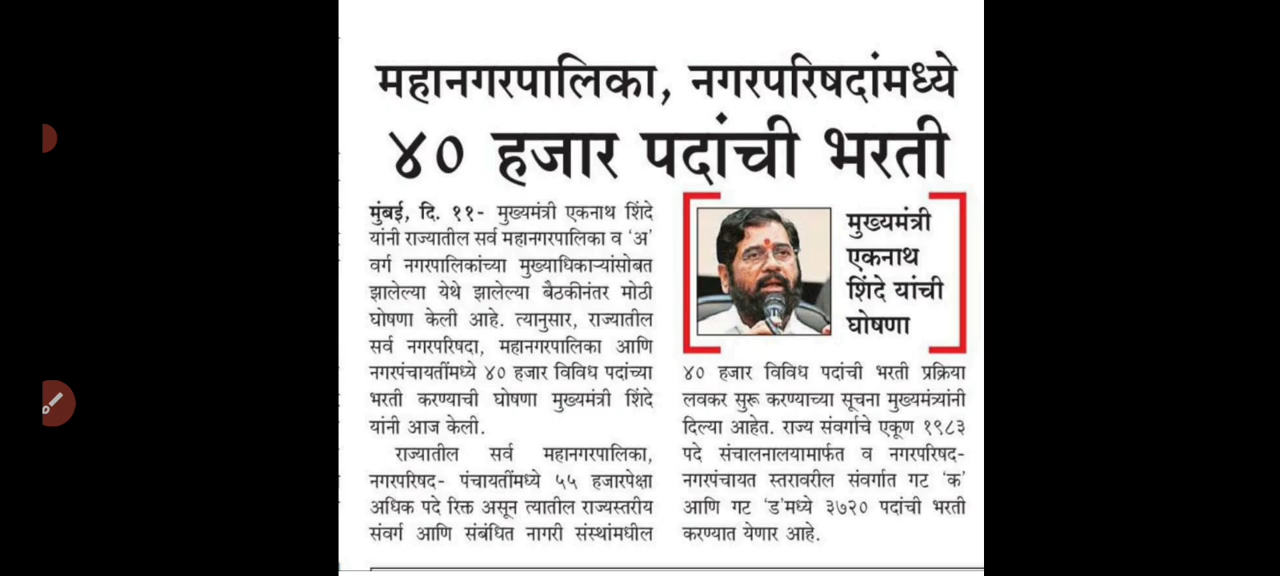 महानगरपालिका, नगरपरिषदांमध्ये
४० हजार पदांची भरती
मुंबई, दि. ११- मुख्यमंत्री एकनाथ शिंदे
यांनी राज्यातील सर्व महानगरपालिका व ‘अ’
वर्ग नगरपालिकांच्या मुख्याधिकाऱ्यांसोबत
झालेल्या येथे झालेल्या बैठकीनंतर मोठी
घोषणा केली आहे. त्यानुसार, राज्यातील
सर्व नगरपरिषदा, महानगरपालिका आणि
नगरपंचायतींमध्ये ४० हजार विविध पदांच्या
भरती करण्याची घोषणा मुख्यमंत्री शिंदे
यांनी आज केली.
राज्यातील सर्व महानगरपालिका,
नगरपरिषद- पंचायतींमध्ये ५५ हजारपेक्षा
अधिक पदे रिक्त असून त्यातील राज्यस्तरीय
संवर्ग आणि संबंधित नागरी संस्थांमधील
मुख्यमंत्री
एकनाथ
शिंदे यांची
घोषणा
४० हजार विविध पदांची भरती प्रक्रिया
लवकर सुरू करण्याच्या सूचना मुख्यमंत्र्यांनी
दिल्या आहेत. राज्य संवर्गाचे एकूण १९८३
पदे संचालनालयामार्फत व नगरपरिषद-
नगरपंचायत स्तरावरील संवर्गात गट ‘क’
आणि गट ‘ड’मध्ये ३७२० पदांची भरती
करण्यात येणार आहे.